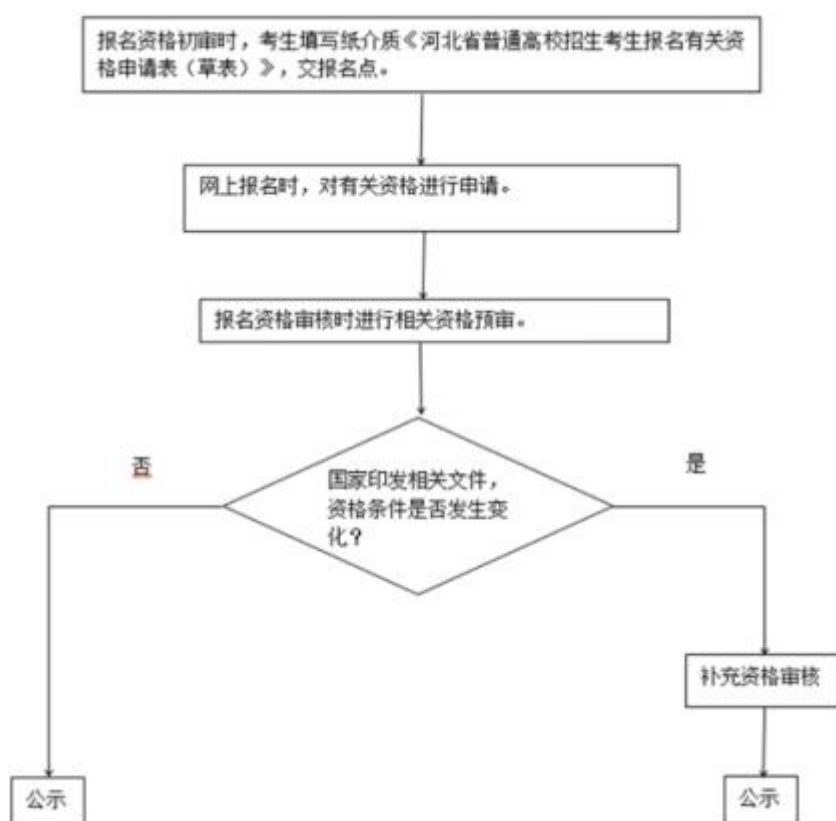 报名资格初审时，考生填写纸介质《河北省普通高校招生考生报名有关资
格申请表（草表）》，交报名点。
网上报名时，对有关资格进行申请。
报名资格审核时进行相关资格预审。
否
是
国家印发相关文件，
资格条件是否发生变
化？
补充资格审核
公示
公示